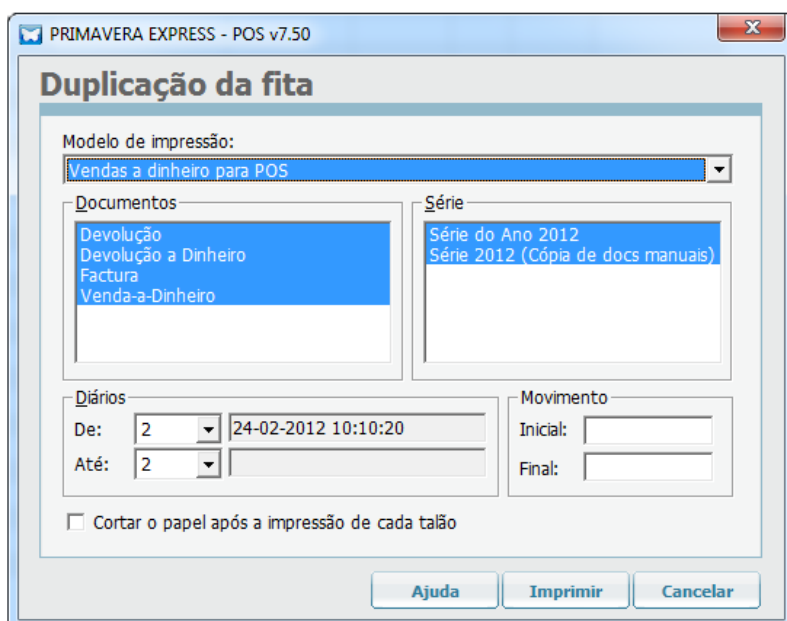 PRIMAVERA EXPRESS - POS v7.50
X
Duplicação da fita
Modelo de impressão:
Vendas a dinheiro para POS
Documentos
Devolução
Devolução a Dinheiro
Factura
Venda-a-Dinheiro
Série
Série do Ano 2012
Série 2012 (Cópia de docs manuais)
Diários
De: 2 24-02-2012 10:10:20
Até: 2
Movimento
Inicial:
Final:
Cortar o papel após a impressão de cada talão
Ajuda Imprimir Cancelar